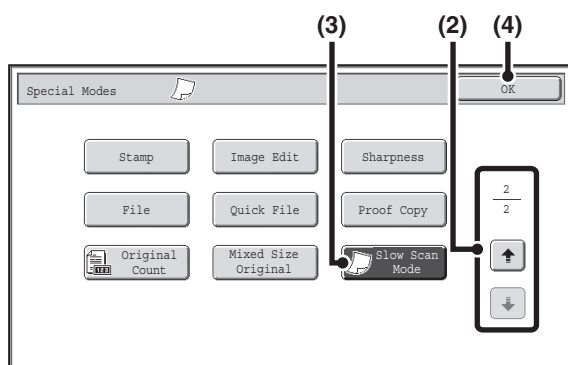 (3) (2) (4)
Special Modes OK
Stamp Image Edit Sharpness
2
File Quick File Proof Copy
2
Original
Count
Mixed Size
Original
Slow Scan
Mode
123